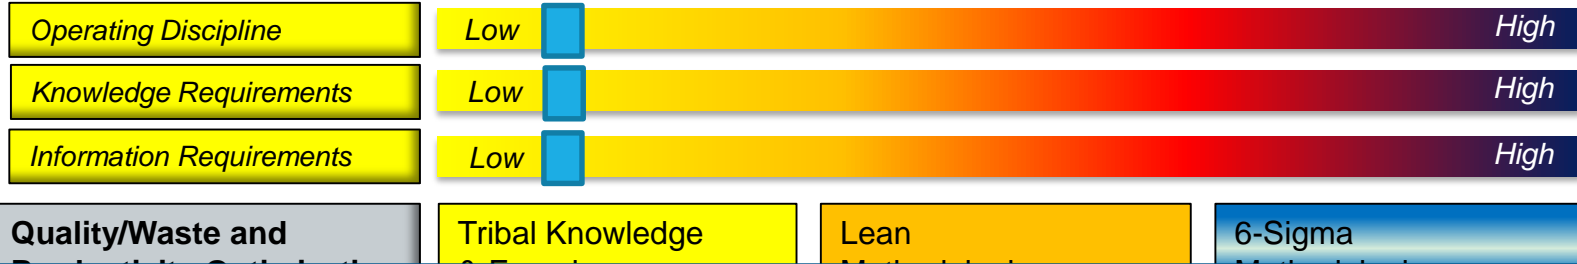 Operating Discipline Low High
Knowledge Requirements Low High
Information Requirements Low High
Quality/Waste and Tribal Knowledge Lean 6-Sigma